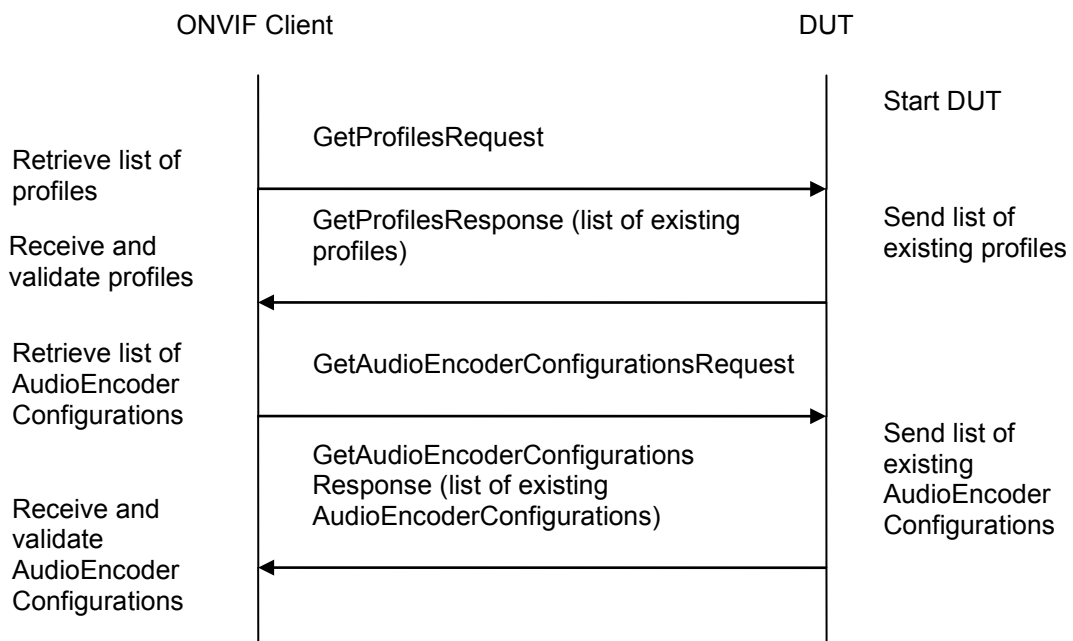 ONVIF Client
DUT
Start DUT
GetProfilesRequest
Retrieve list of
profiles
GetProfilesResponse (list of existing
profiles)
Send list of
existing profiles
Receive and
validate profiles
Retrieve list of
AudioEncoder
Configurations
GetAudioEncoderConfigurationsRequest
GetAudioEncoderConfigurations
Response (list of existing
AudioEncoderConfigurations)
Send list of
existing
AudioEncoder
Configurations
Receive and
validate
AudioEncoder
Configurations